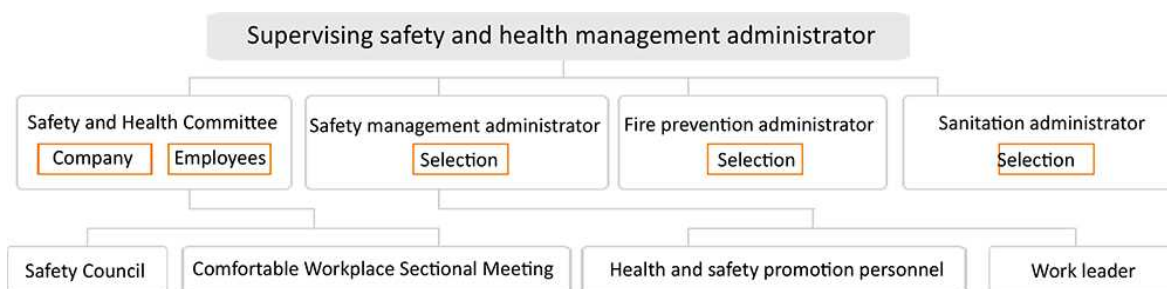 Supervising safety and health management administrator
Safety and Health Committee
Company Employees
Safety management administrator
Selection
Fire prevention administrator
Selection
Sanitation administrator
Selection
Safety Council
Comfortable Workplace Sectional Meeting
Health and safety promotion personnel
Work leader